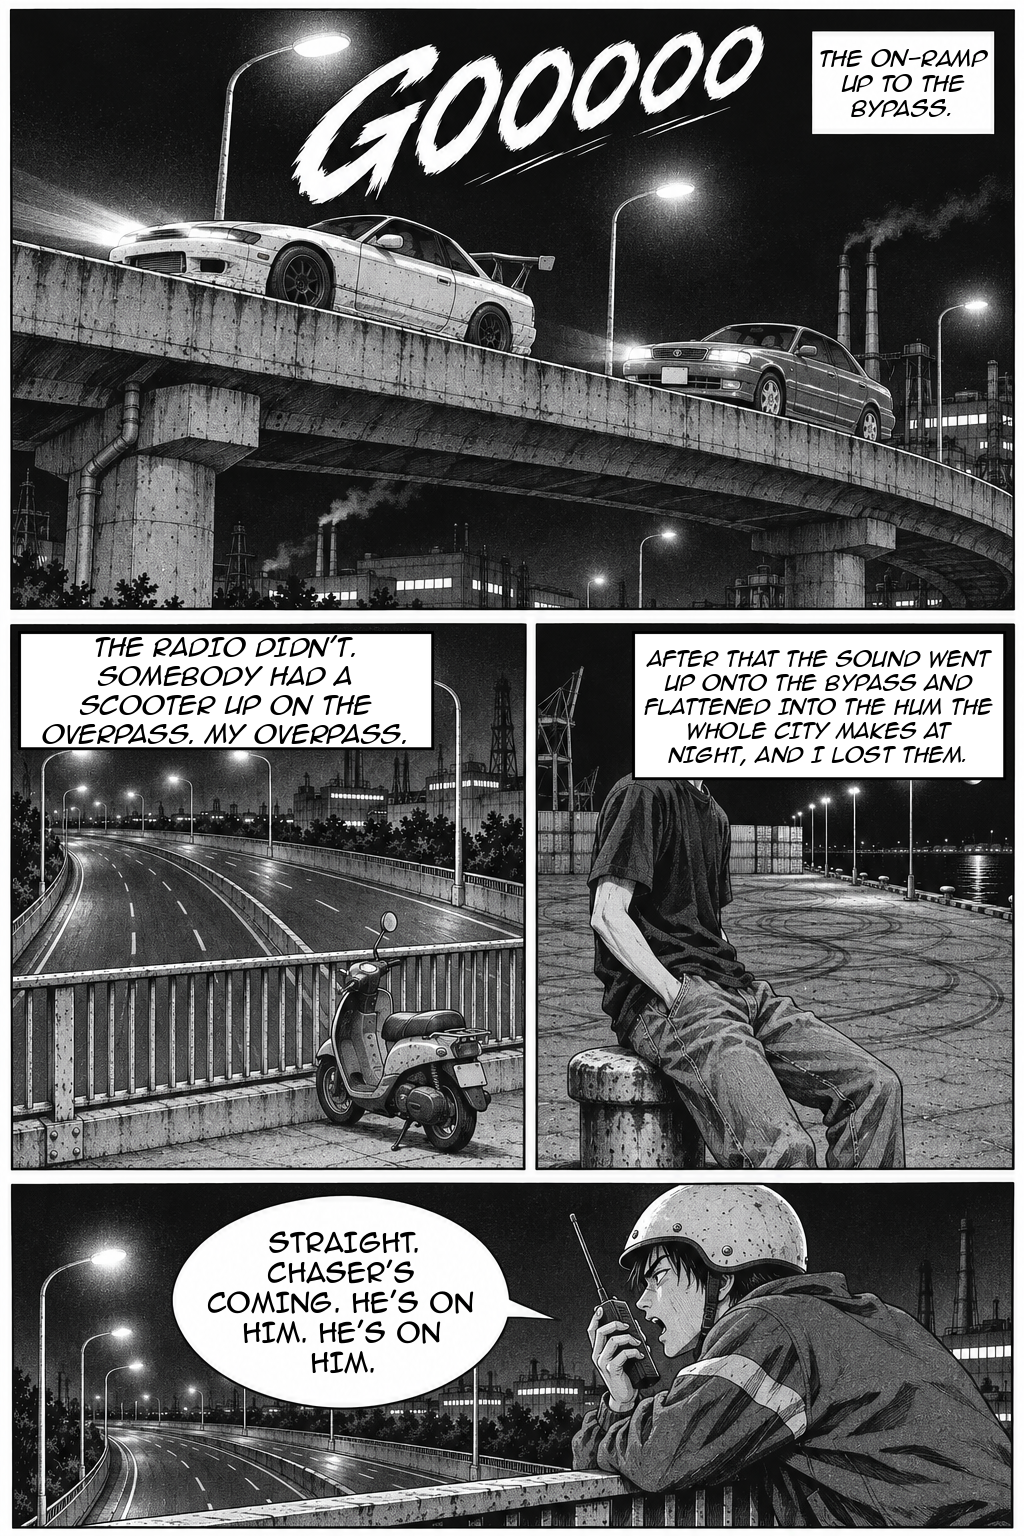 THE ON-RAMP
UP TO THE
BYPASS.
GOOOOO
AFTER THAT THE SOUND WENT
UP ONTO THE BYPASS AND
FLATTENED INTO THE HUM THE
WHOLE CITY MAKES AT
NIGHT, AND I LOST THEM.
THE RADIO DIDN'T.
SOMEBODY HAD A
SCOOTER UP ON THE
OVERPASS. MY OVERPASS.
STRAIGHT.
CHASER'S
COMING. HE'S ON
HIM. HE'S ON
HIM.